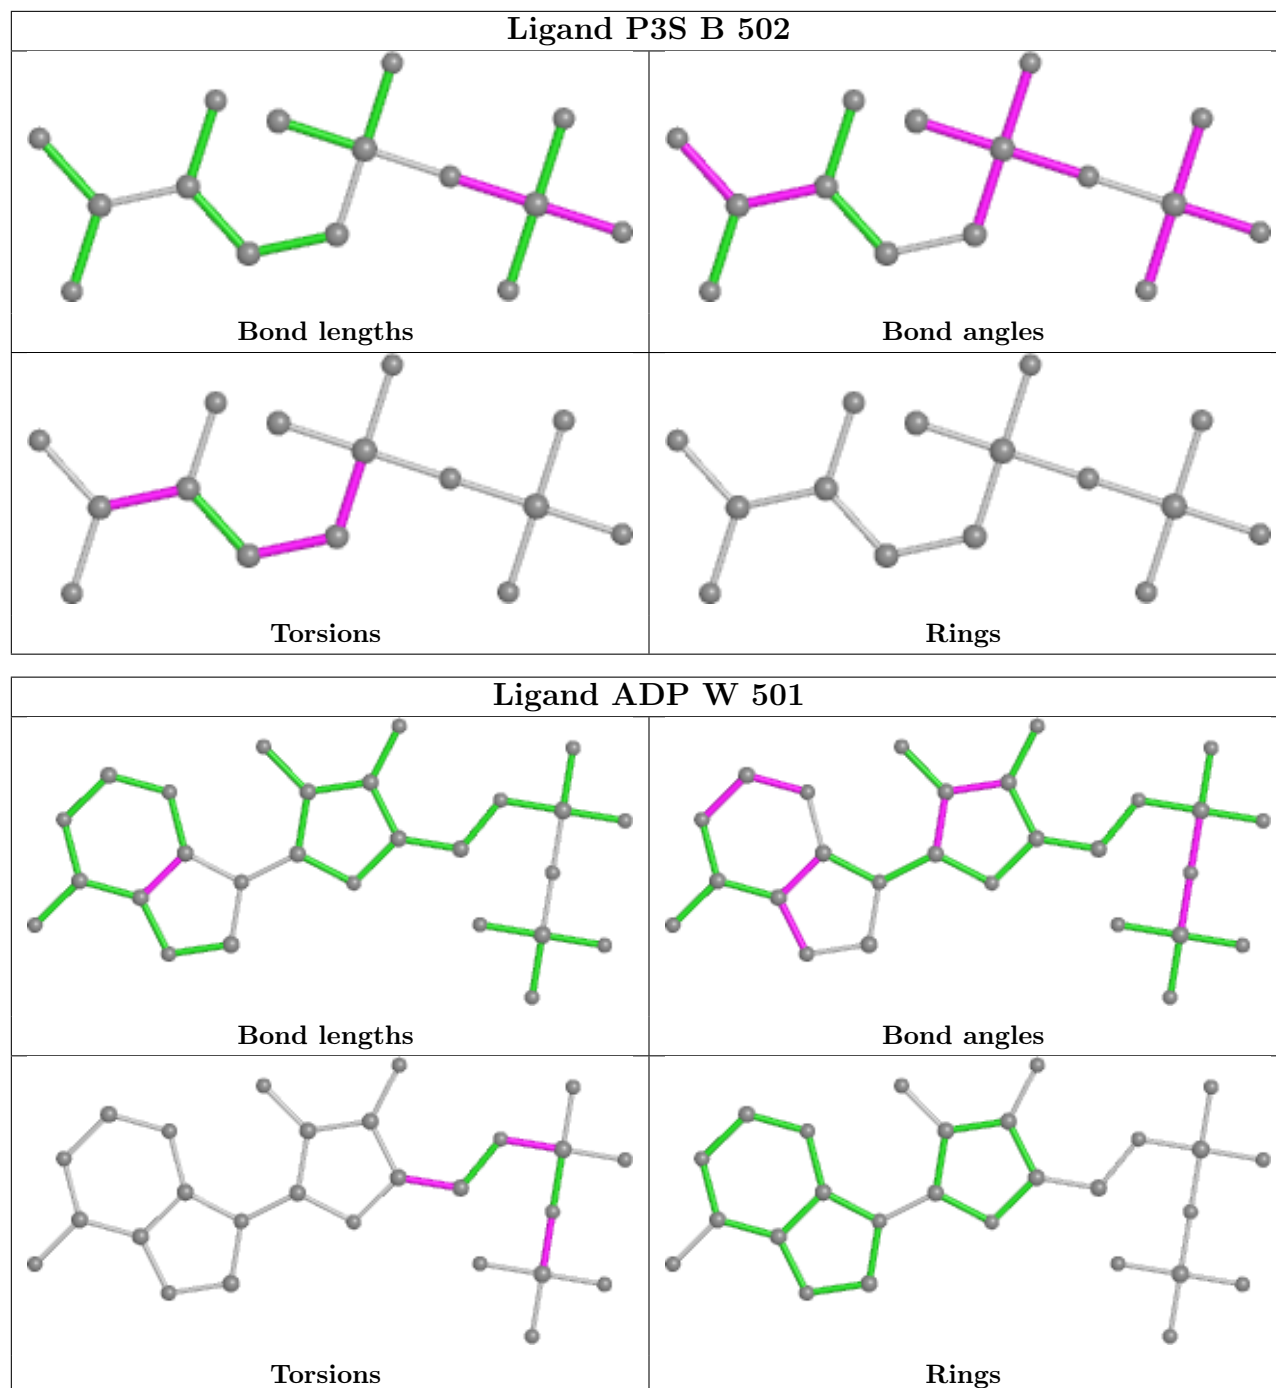 Ligand P3S B 502
Bond lengths
Bond angles
Torsions
Rings
Ligand ADP W 501
Bond lengths
Bond angles
Torsions
Rings